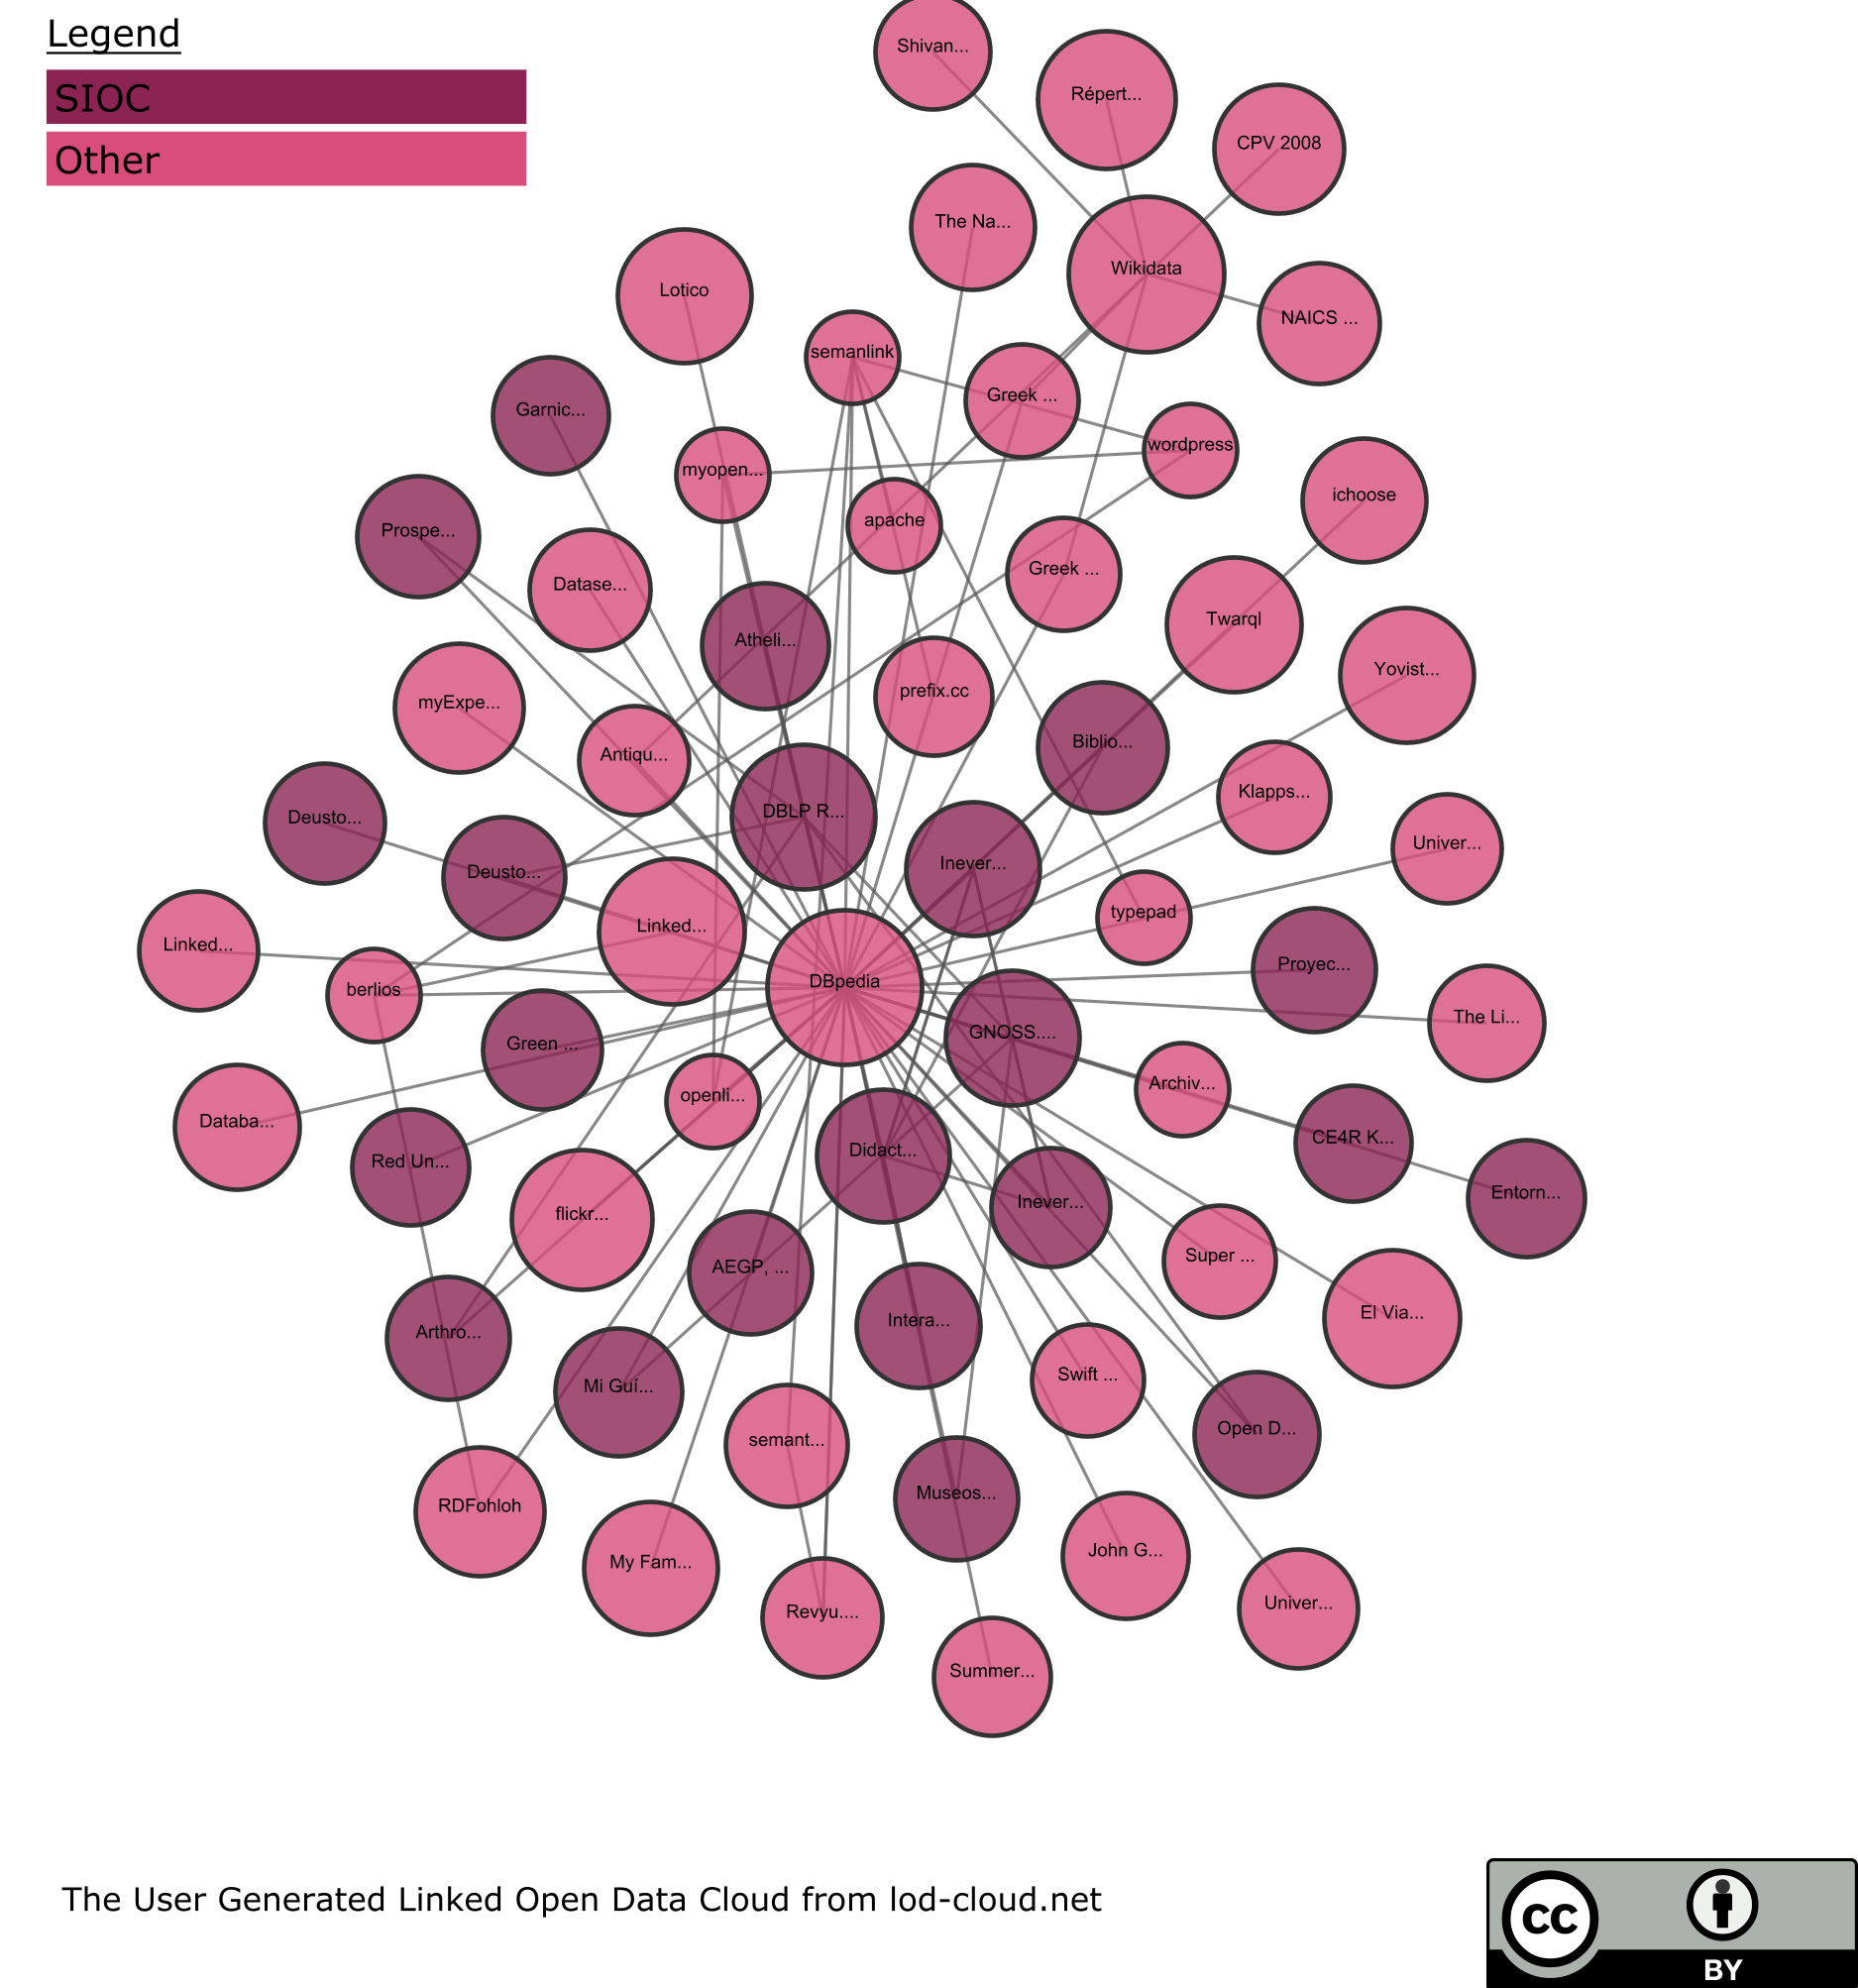 Legend
SIOC
Other
Shivan...
Répert...
CPV 2008
The Na...
Wikidata
Lotico
NAICS ...
semanlink
Greek ...
Garnic...
wordpress
myopen...
ichoose
apache
Prospe...
Greek ...
Datase...
Twarql
Atheli...
Yovist...
prefix.cc
myExpe...
Biblio...
Antiqu...
Klapps...
DBLP R...
Deusto...
Univer...
Inever...
Deusto...
typepad
Linked...
Linked...
Proyec...
DBpedia
berlios
The Li...
GNOSS....
Green ...
Archiv...
openli...
Databa...
CE4R K...
Didact...
Red Un...
Entorn...
Inever...
flickr...
Super ...
AEGP, ...
El Via...
Intera...
Arthro...
Swift ...
Mi Guí...
Open D...
semant...
Museos...
RDFohloh
John G...
My Fam...
Univer...
Revyu....
Summer...
The User Generated Linked Open Data Cloud from lod-cloud.net
cc
BY